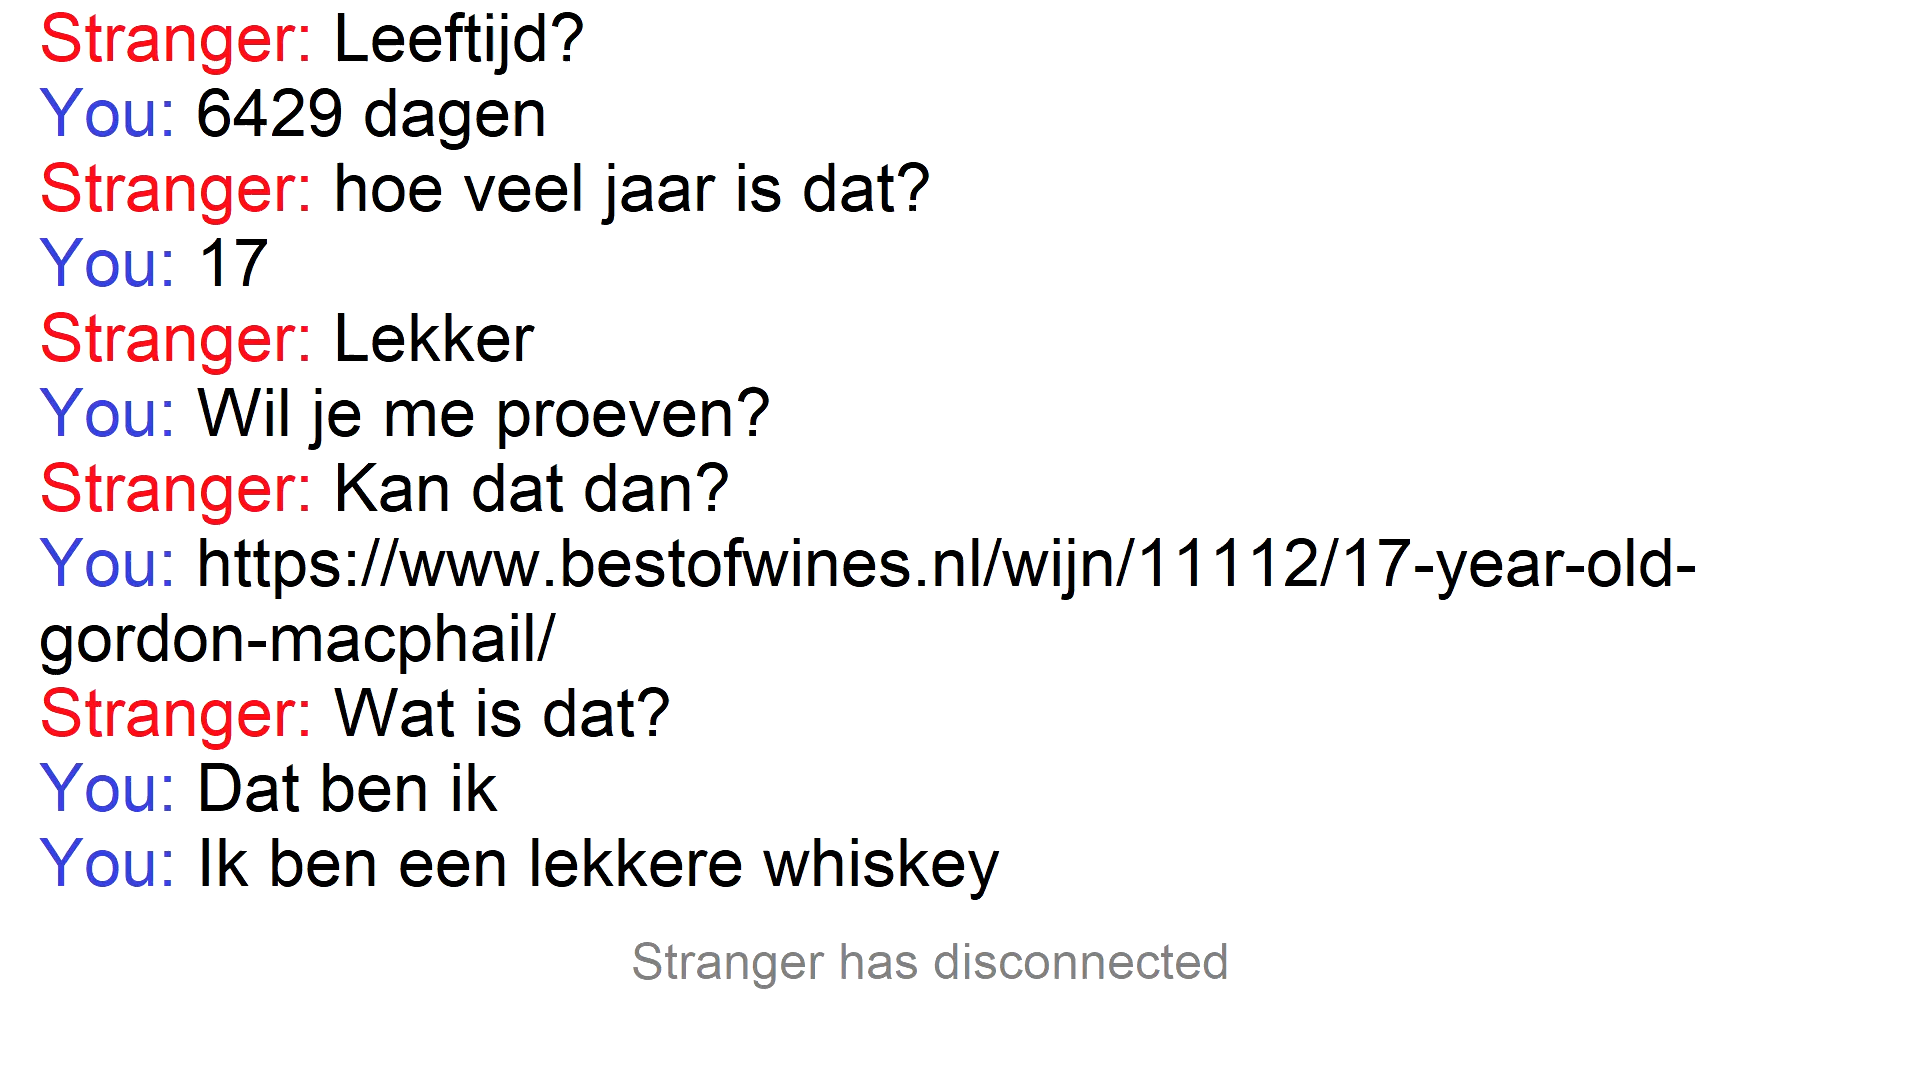 Stranger: Leeftijd?
You: 6429 dagen
Stranger: hoe veel jaar is dat?
You: 17
Stranger: Lekker
You: Wil je me proeven?
Stranger: Kan dat dan?
You: https://www.bestofwines.nl/wijn/11112/17-year-old-
gordon-macphail/
Stranger: Wat is dat?
You: Dat ben ik
You: Ik ben een lekkere whiskey
Stranger has disconnected